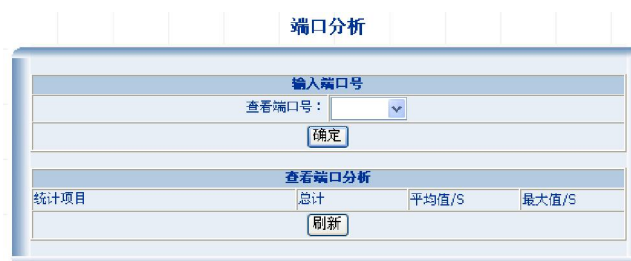 端口分析
输入端口号
查看端口号：
确定
查看端口分析
统计项目 总计 平均值/S 最大值/S
刷新